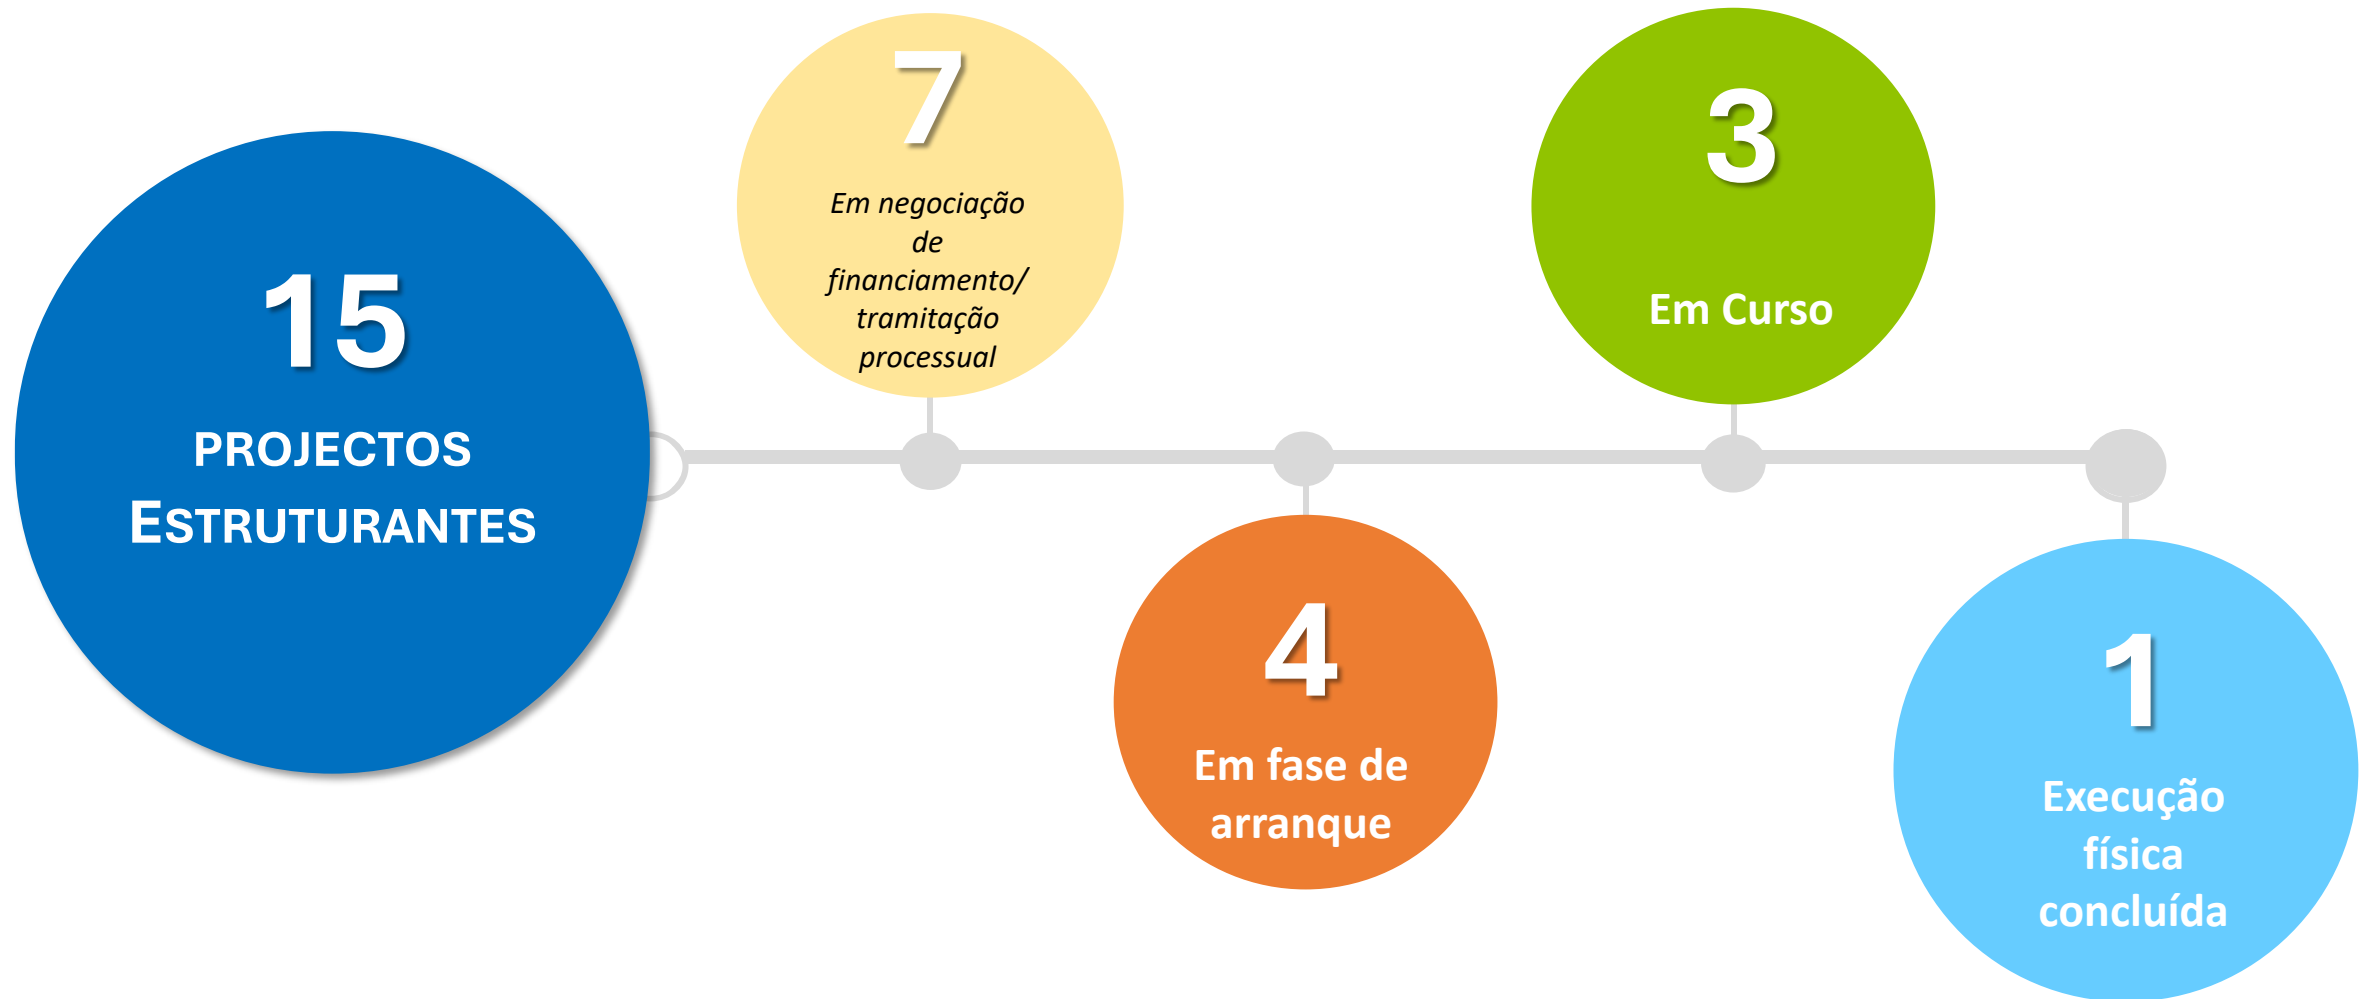 15
PROJECTOS
ESTRUTURANTES
7
Em negociação
de
financiamento/
tramitação
processual
4
Em fase de
arranque
3
Em Curso
1
Execução
física
concluída